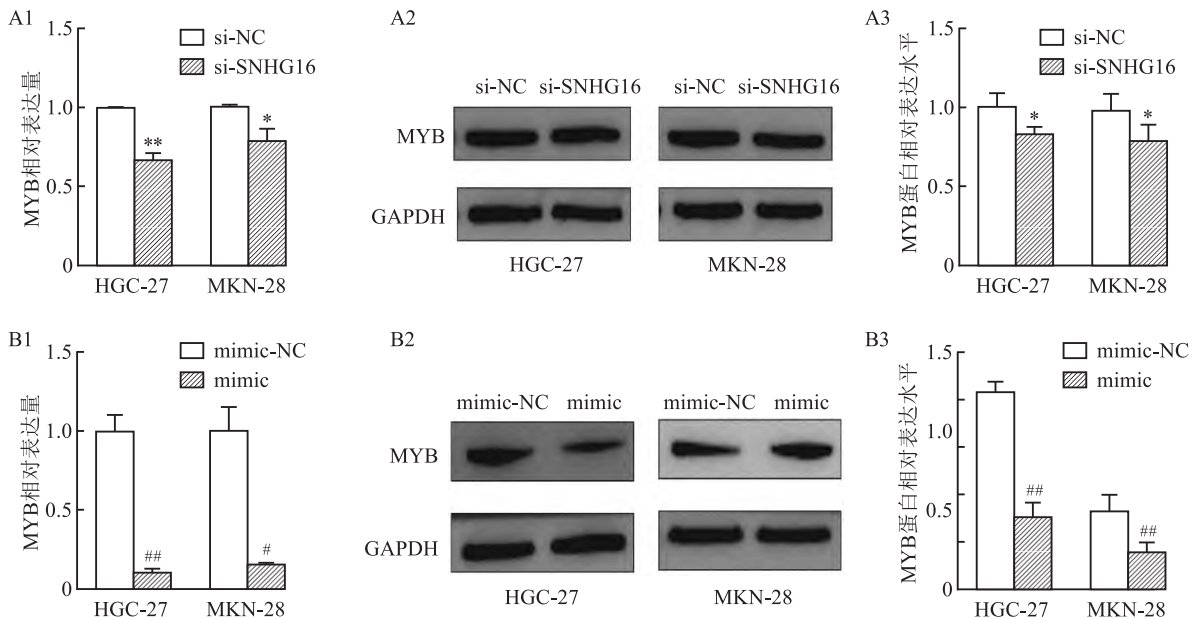 A1
MYB相对表达量
1.5
1.0
0.5
0
si-NC
si-SNHG16
**
*
HGC-27 MKN-28
A2
si-NC si-SNHG16 si-NC si-SNHG16
MYB
GAPDH
HGC-27 MKN-28
A3
MYB蛋白相对表达水平
1.5
1.0
0.5
0
si-NC
si-SNHG16
*
*
HGC-27 MKN-28
B1
MYB相对表达量
1.5
1.0
0.5
0
mimic-NC
mimic
##
#
HGC-27 MKN-28
B2
mimic-NC mimic mimic-NC mimic
MYB
GAPDH
HGC-27 MKN-28
B3
MYB蛋白相对表达水平
1.5
1.0
0.5
0
mimic-NC
mimic
##
##
HGC-27 MKN-28